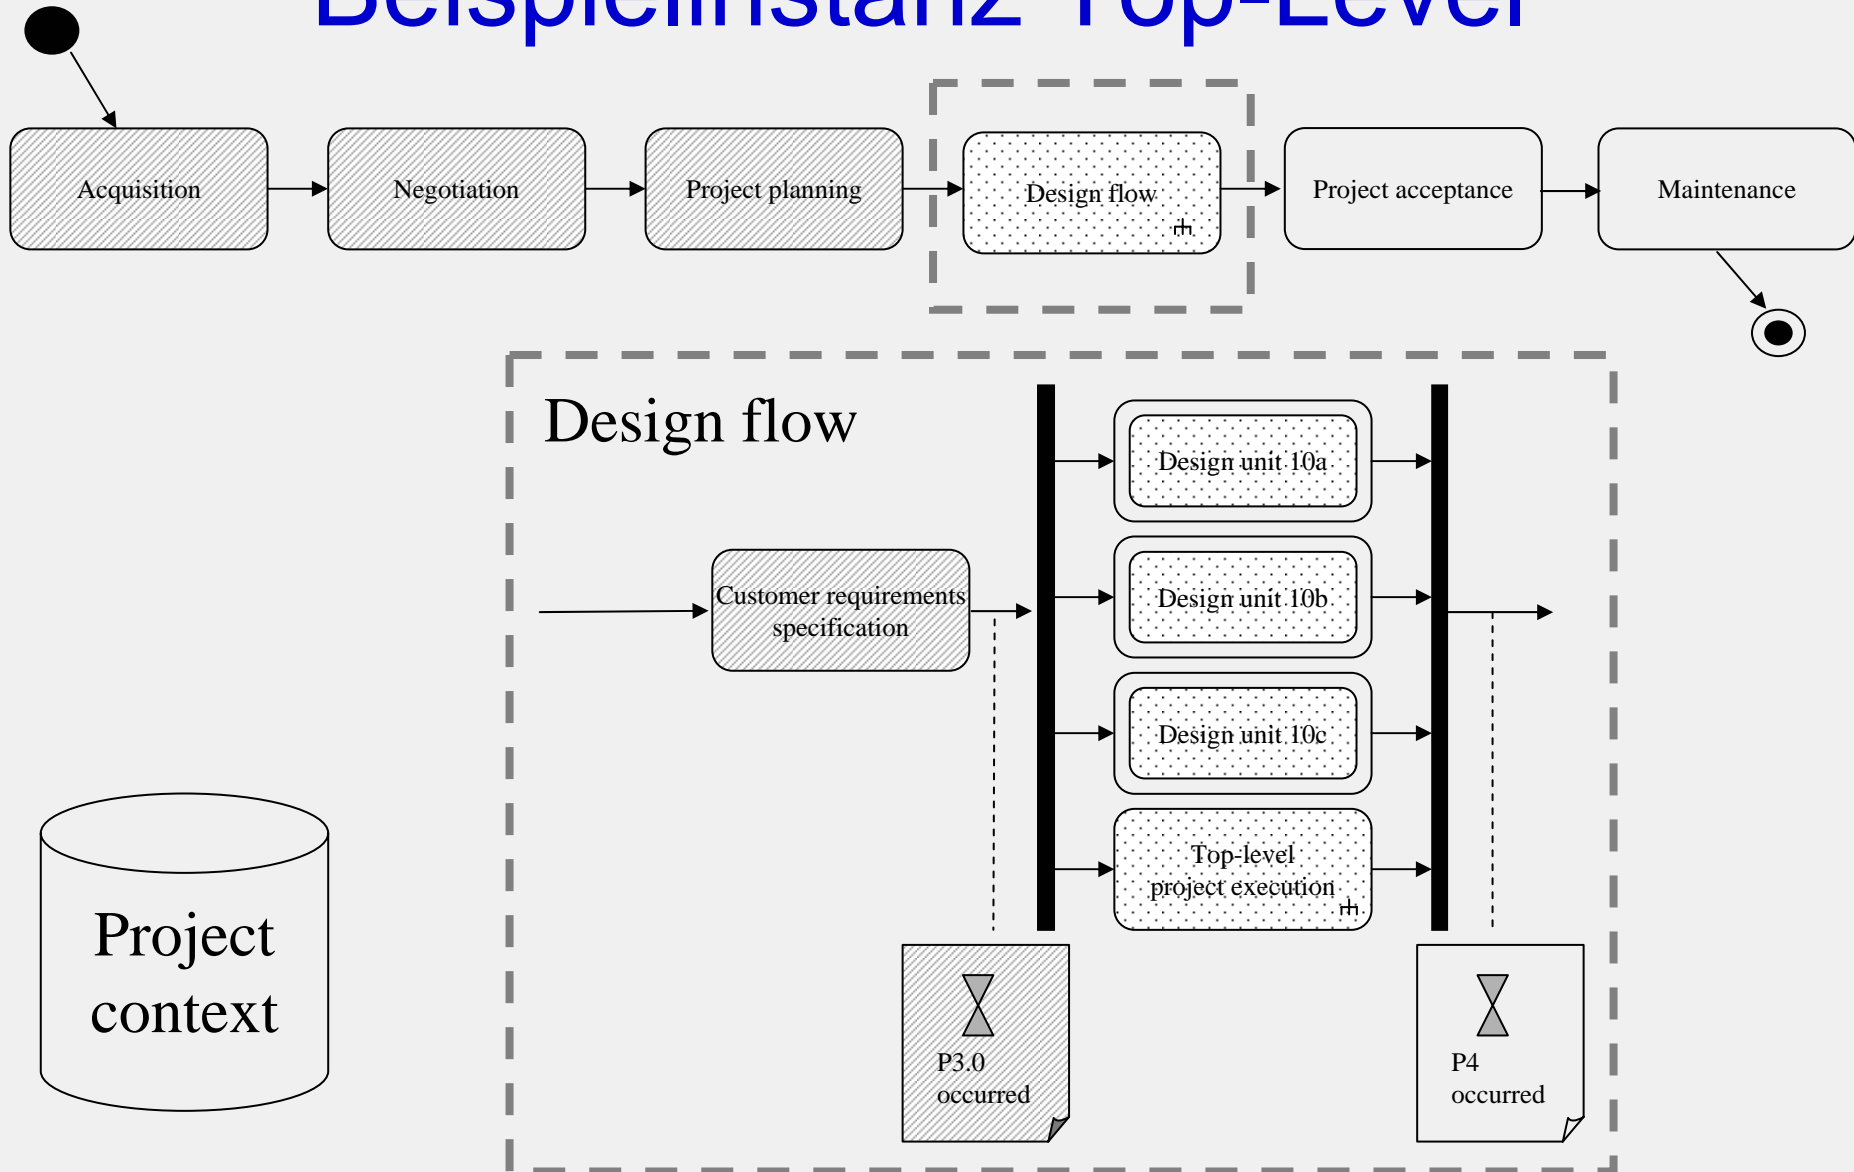 Beispielinstanz Top-Level
Acquisition
Negotiation
Project planning
Design flow
Project acceptance
Maintenance
Design flow
Design unit 10a
Design unit 10b
Customer requirements
specification
Design unit 10c
Top-level
project execution
Project
context
P3.0
occurred
P4
occurred